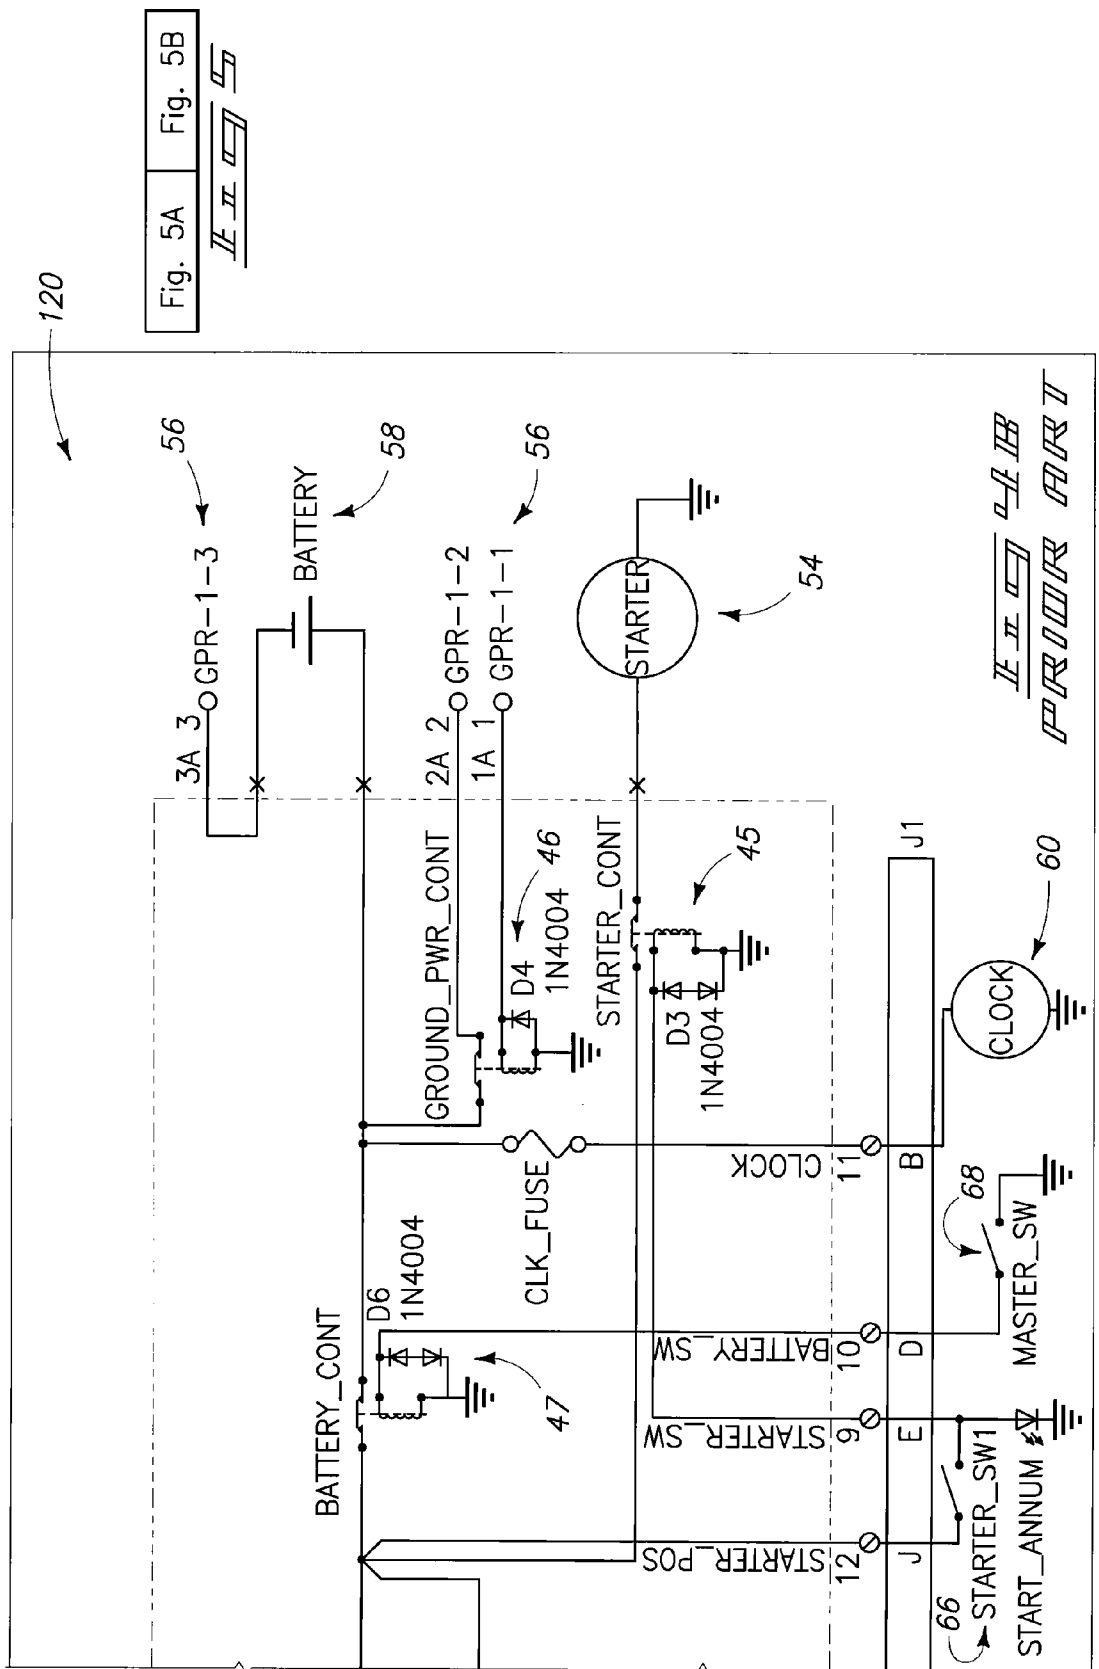 Fig. 5A Fig. 5B
Fig 5
120
56
3A 3 GPR-1-3
BATTERY
58
2A 2 GPR-1-2
1A 1 GPR-1-1
56
GROUND_PWR_CONT
D4
1N4004
46
STARTER
54
STARTER_CONT
D3
1N4004
45
BATTERY_CONT
D6
1N4004
47
CLK_FUSE
STARTER_POS
STARTER_SW
BATTERY_SW
CLOCK
12
9
10
11
J
E
D
B
J1
66
STARTER_SW1
START_ANNUM
MASTER_SW
68
CLOCK
60
Fig 4B
PRIOR ART